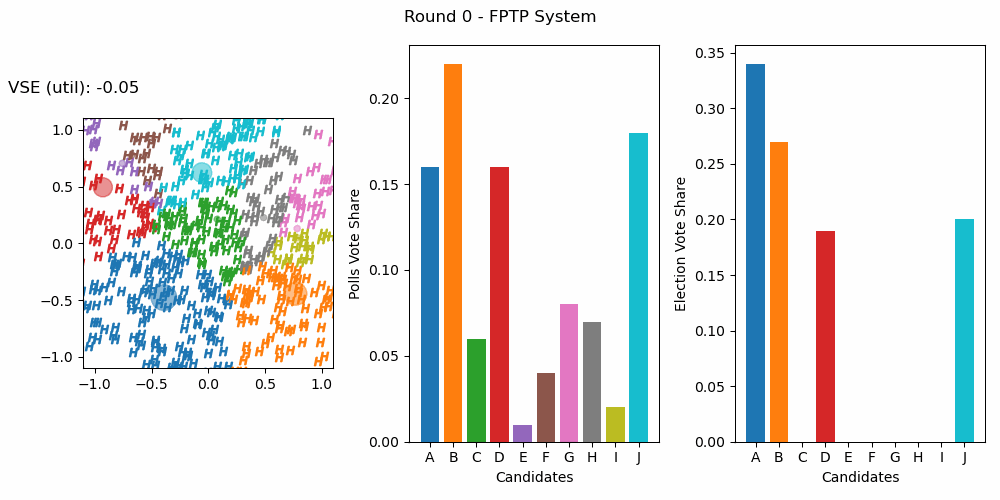 Round 0 - FPTP System
VSE (util): -0.05
1.0
0.5
0.0
−0.5
−1.0
−1.0 −0.5 0.0 0.5 1.0
Polls Vote Share
0.20
0.15
0.10
0.05
0.00
A B C D E F G H I J
Candidates
Election Vote Share
0.35
0.30
0.25
0.20
0.15
0.10
0.05
0.00
A B C D E F G H I J
Candidates